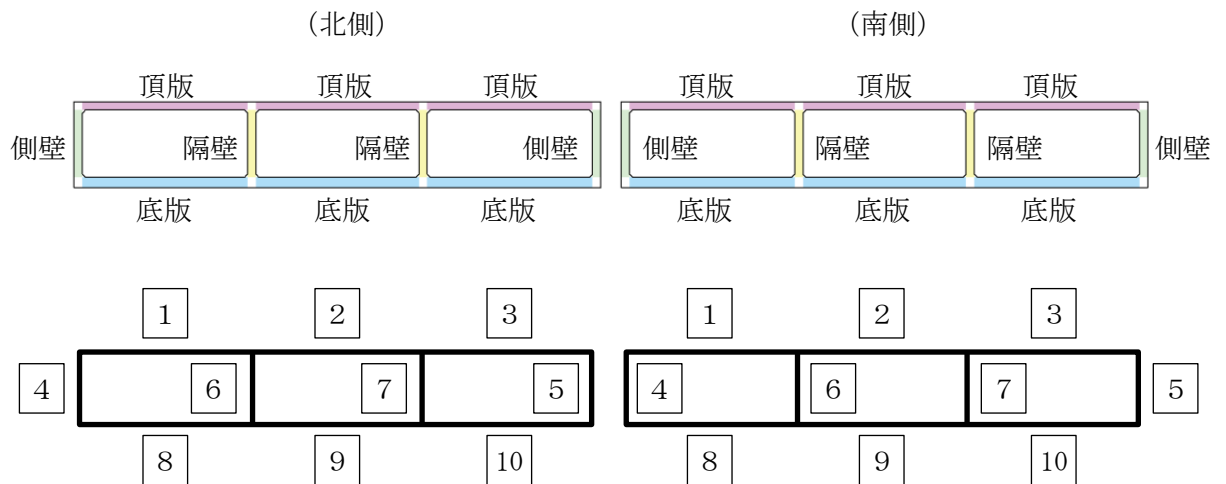 (北側) (南側)
頂版 頂版 頂版 頂版 頂版 頂版
側壁 隔壁 隔壁 側壁 側壁 隔壁 隔壁 側壁
底版 底版 底版 底版 底版 底版
1 2 3 1 2 3
4 6 7 5 4 6 7 5
8 9 10 8 9 10